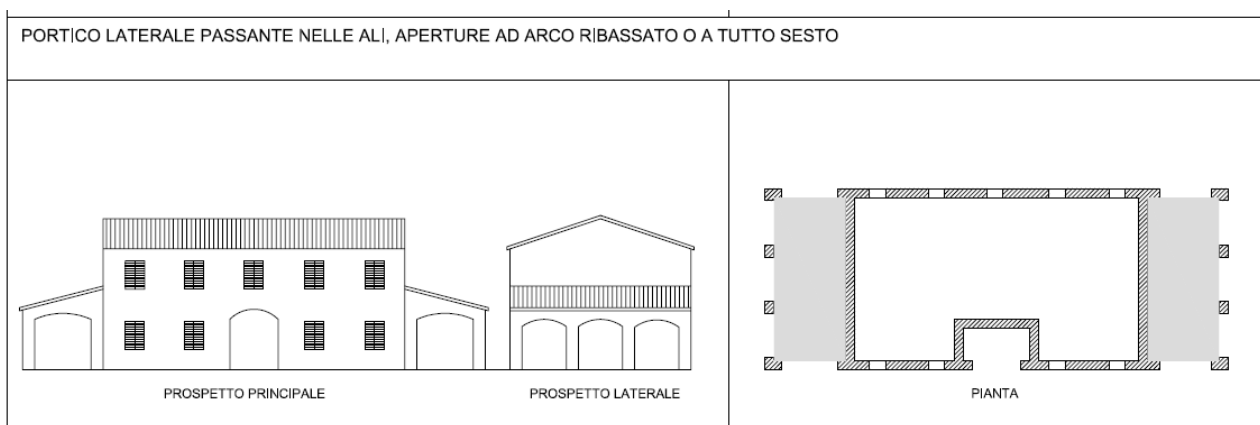 PORTICO LATERALE PASSANTE NELLE ALI, APERTURE AD ARCO RIBASSATO O A TUTTO SESTO
PROSPETTO PRINCIPALE
PROSPETTO LATERALE
PIANTA